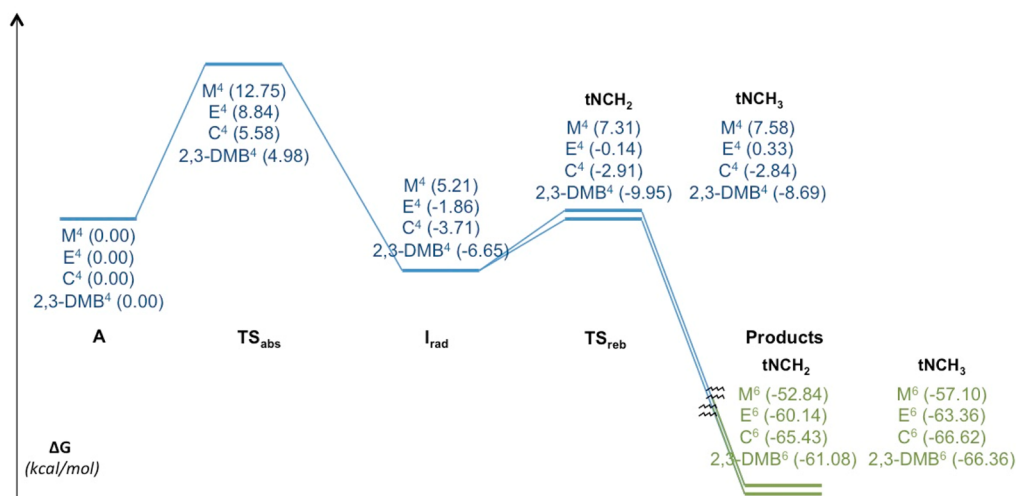 M⁴ (12.75)
E⁴ (8.84)
C⁴ (5.58)
2,3-DMB⁴ (4.98)
tNCH₂
M⁴ (7.31)
E⁴ (-0.14)
C⁴ (-2.91)
2,3-DMB⁴ (-9.95)
tNCH₃
M⁴ (7.58)
E⁴ (0.33)
C⁴ (-2.84)
2,3-DMB⁴ (-8.69)
M⁴ (5.21)
E⁴ (-1.86)
C⁴ (-3.71)
2,3-DMB⁴ (-6.65)
M⁴ (0.00)
E⁴ (0.00)
C⁴ (0.00)
2,3-DMB⁴ (0.00)
A
TSabs
Irad
TSreb
Products
tNCH₂
M⁶ (-52.84)
E⁶ (-60.14)
C⁶ (-65.43)
2,3-DMB⁶ (-61.08)
tNCH₃
M⁶ (-57.10)
E⁶ (-63.36)
C⁶ (-66.62)
2,3-DMB⁶ (-66.36)
ΔG
(kcal/mol)